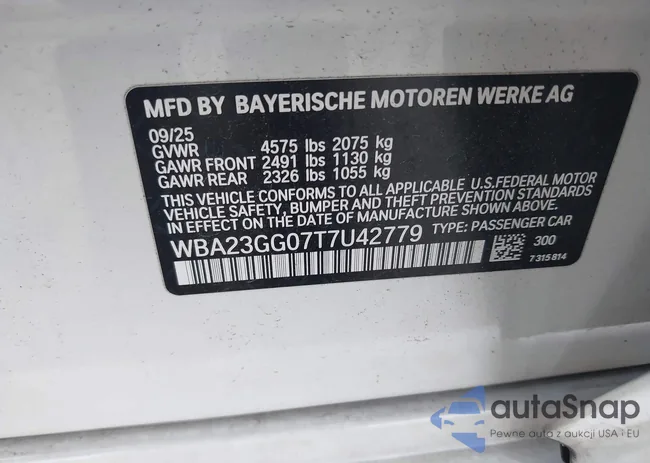 MFD BY BAYERISCHE MOTOREN WERKE AG
09/25
GVWR 4575 lbs 2075 kg
GAWR FRONT 2491 lbs 1130 kg
GAWR REAR 2326 lbs 1055 kg
THIS VEHICLE CONFORMS TO ALL APPLICABLE U.S.FEDERAL MOTOR
VEHICLE SAFETY, BUMPER AND THEFT PREVENTION STANDARDS
IN EFFECT ON THE DATE OF MANUFACTURE SHOWN ABOVE.
WBA23GG07T7U42779 TYPE: PASSENGER CAR
300
7315814
autaSnap
Pewne auta z aukcji USA i EU